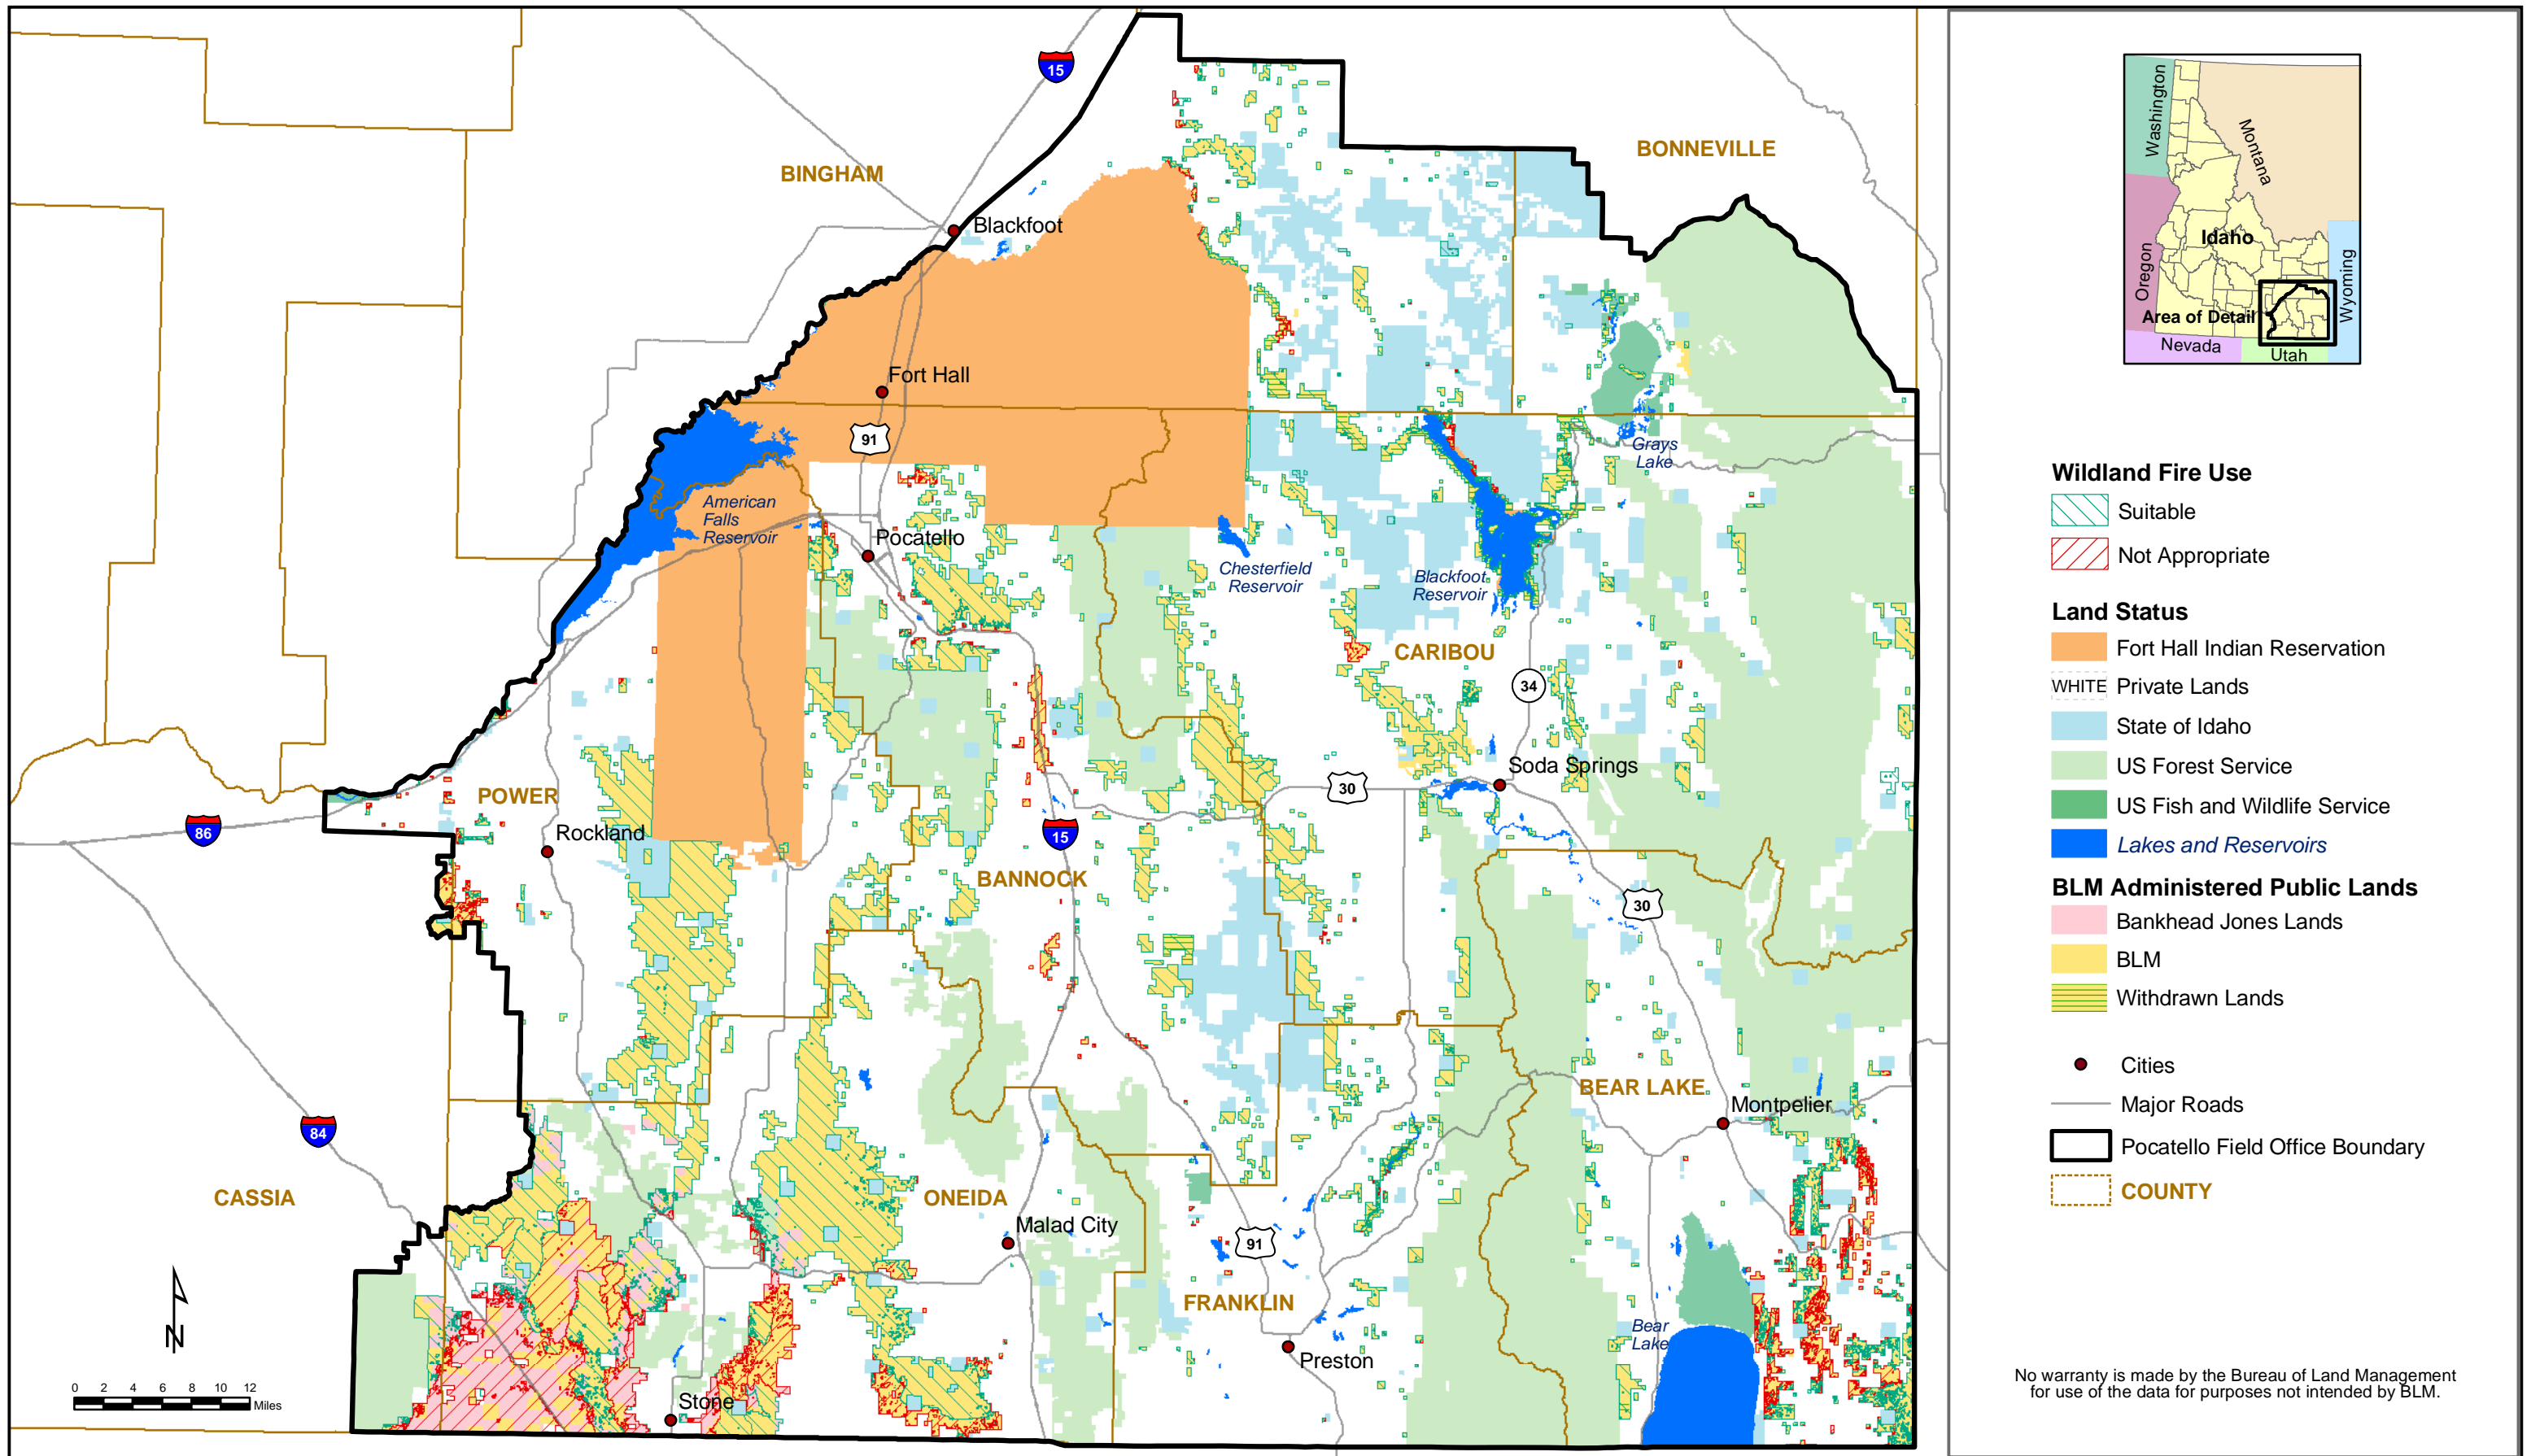 15
BINGHAM
BONNEVILLE
Blackfoot
Fort Hall
91
American
Falls
Reservoir
Grays
Lake
Pocatello
Chesterfield
Reservoir
Blackfoot
Reservoir
CARIBOU
34
Soda Springs
30
POWER
86
Rockland
15
BANNOCK
30
BEAR LAKE
Montpelier
84
CASSIA
ONEIDA
Malad City
91
FRANKLIN
Bear
Lake
Preston
Stone
N
0 2 4 6 8 10 12
Miles
Washington
Montana
Oregon
Idaho
Wyoming
Area of Detail
Nevada
Utah
Wildland Fire Use
Suitable
Not Appropriate
Land Status
Fort Hall Indian Reservation
WHITE Private Lands
State of Idaho
US Forest Service
US Fish and Wildlife Service
Lakes and Reservoirs
BLM Administered Public Lands
Bankhead Jones Lands
BLM
Withdrawn Lands
Cities
Major Roads
Pocatello Field Office Boundary
COUNTY
No warranty is made by the Bureau of Land Management
for use of the data for purposes not intended by BLM.